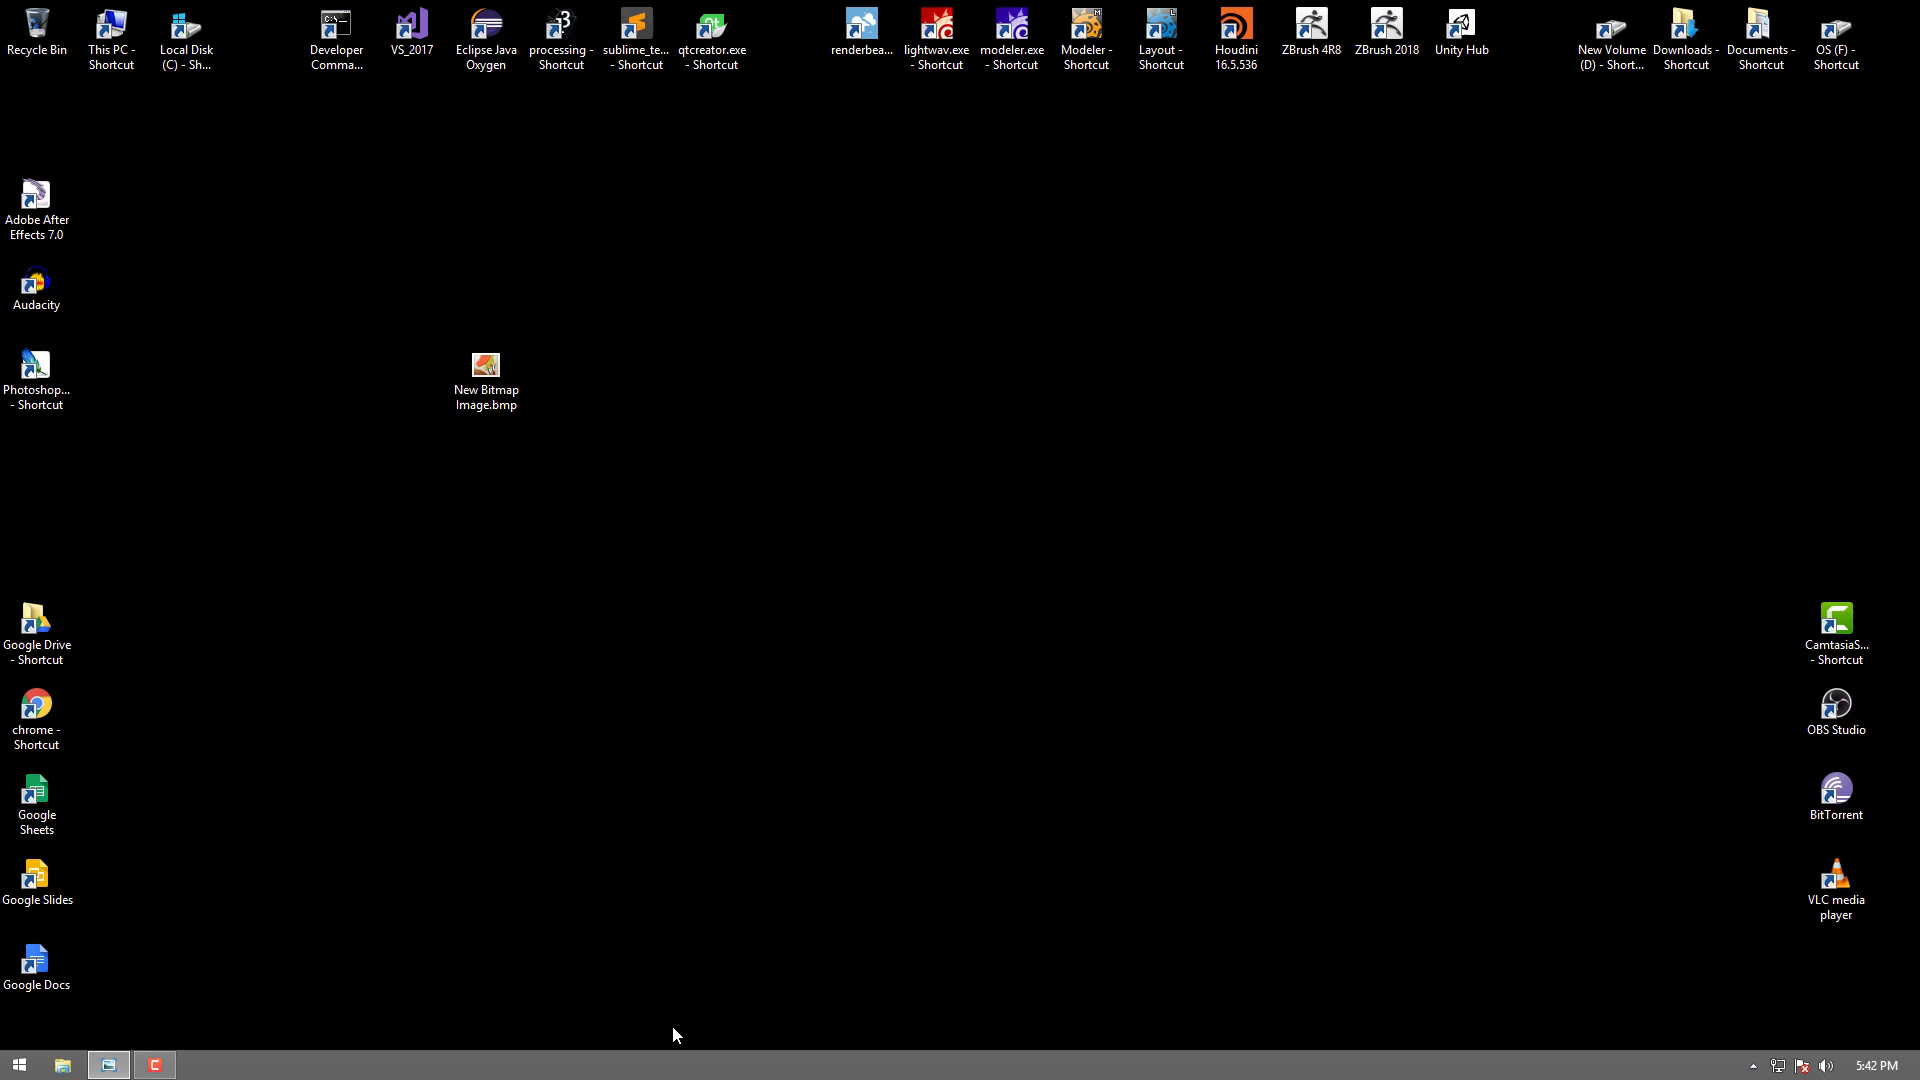 Recycle Bin
This PC -
Shortcut
Local Disk
(C) - Sh...
Developer
Comma...
VS_2017
Eclipse Java
Oxygen
processing -
Shortcut
sublime_te...
- Shortcut
qtcreator.exe
- Shortcut
renderbea...
lightwav.exe
- Shortcut
modeler.exe
- Shortcut
Modeler -
Shortcut
Layout -
Shortcut
Houdini
16.5.536
ZBrush 4R8
ZBrush 2018
Unity Hub
New Volume
(D) - Short...
Downloads -
Shortcut
Documents -
Shortcut
OS (F) -
Shortcut
Adobe After
Effects 7.0
Audacity
Photoshop...
- Shortcut
New Bitmap
Image.bmp
Google Drive
- Shortcut
chrome -
Shortcut
Google
Sheets
Google Slides
Google Docs
CamtasiaS...
- Shortcut
OBS Studio
BitTorrent
VLC media
player
5:42 PM